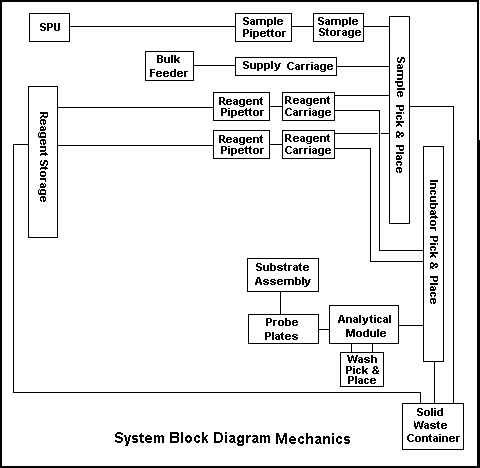 SPU
Sample
Pipettor
Sample
Storage
Bulk
Feeder
Supply Carriage
Sample Pick & Place
Reagent Storage
Reagent
Pipettor
Reagent
Carriage
Reagent
Pipettor
Reagent
Carriage
Incubator Pick & Place
Substrate
Assembly
Probe
Plates
Analytical
Module
Wash
Pick &
Place
Solid
Waste
Container
System Block Diagram Mechanics